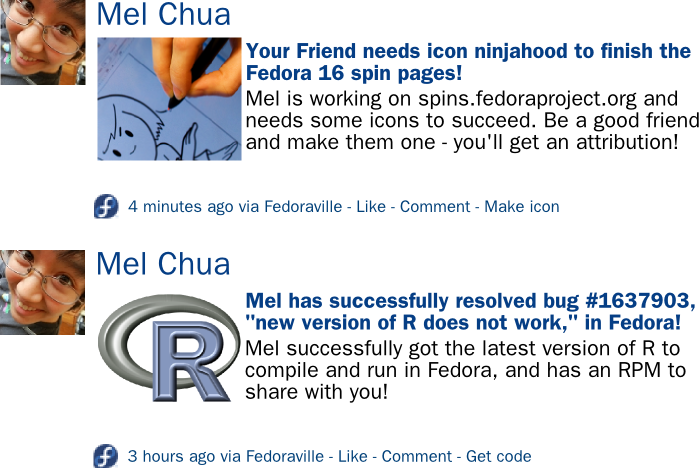 Mel Chua
Your Friend needs icon ninjahood to finish the
Fedora 16 spin pages!
Mel is working on spins.fedoraproject.org and
needs some icons to succeed. Be a good friend
and make them one - you'll get an attribution!
4 minutes ago via Fedoraville - Like - Comment - Make icon
Mel Chua
Mel has successfully resolved bug #1637903,
"new version of R does not work," in Fedora!
R
Mel successfully got the latest version of R to
compile and run in Fedora, and has an RPM to
share with you!
3 hours ago via Fedoraville - Like - Comment - Get code